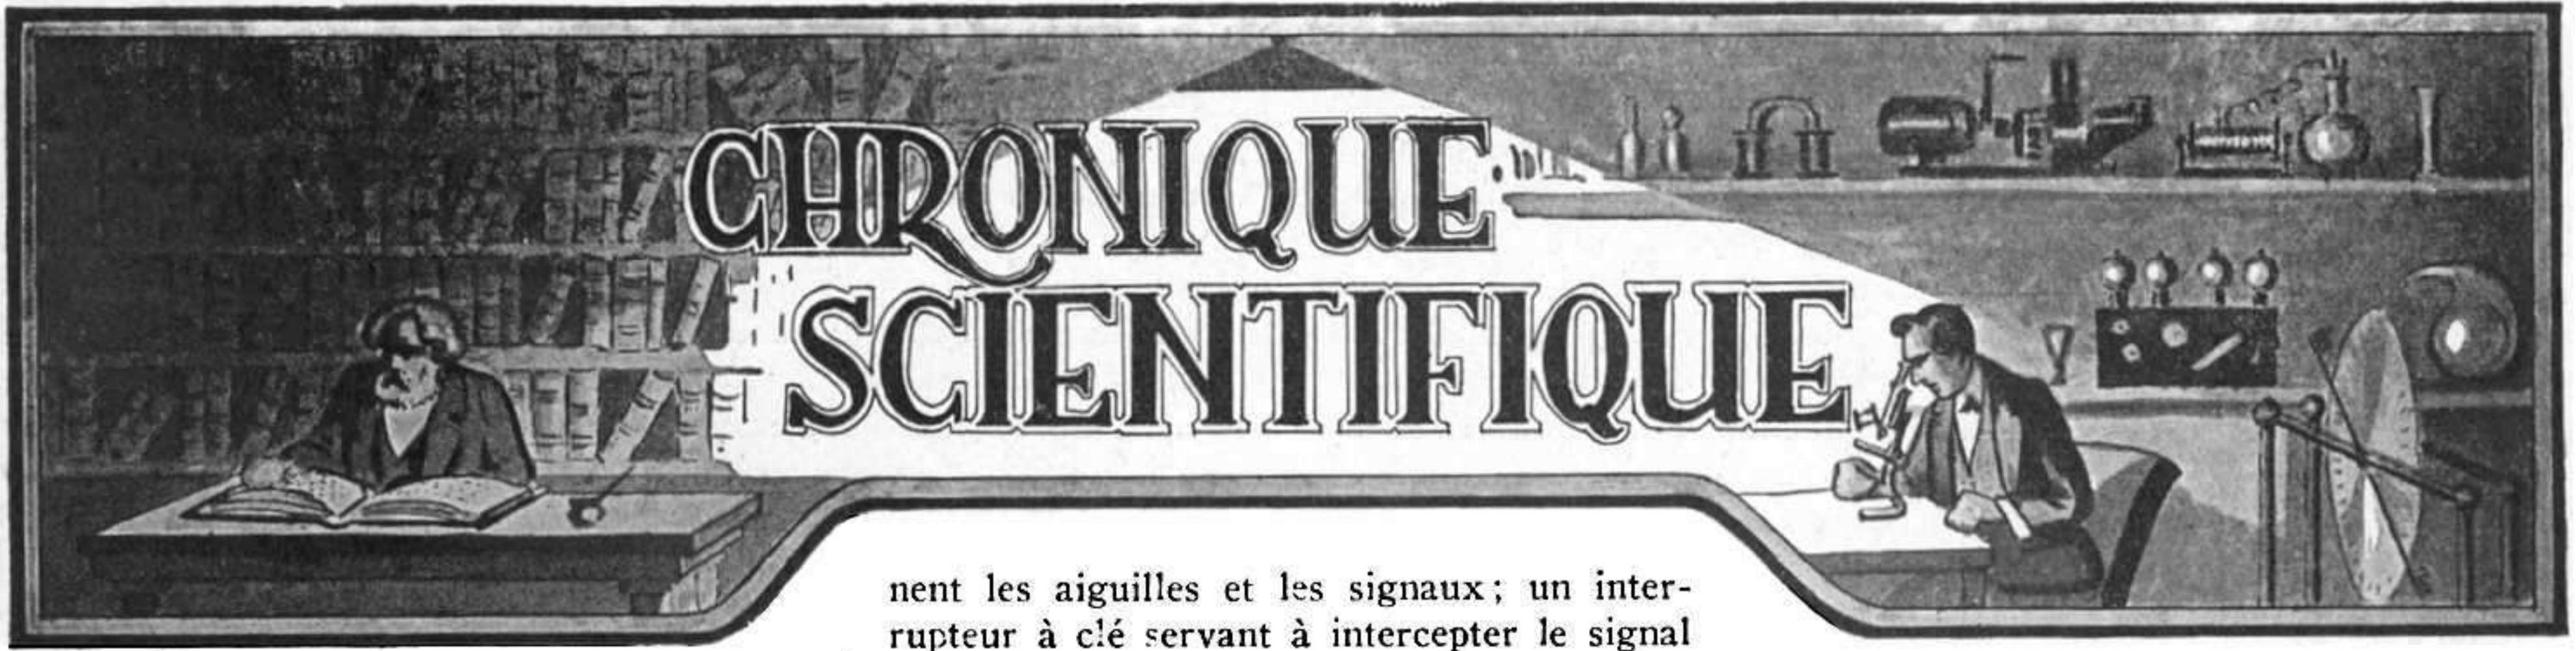 CHRONIQUE
SCIENTIFIQUE
nent les aiguilles et les signaux; un inter-
rupteur à clé servant à intercepter le signal